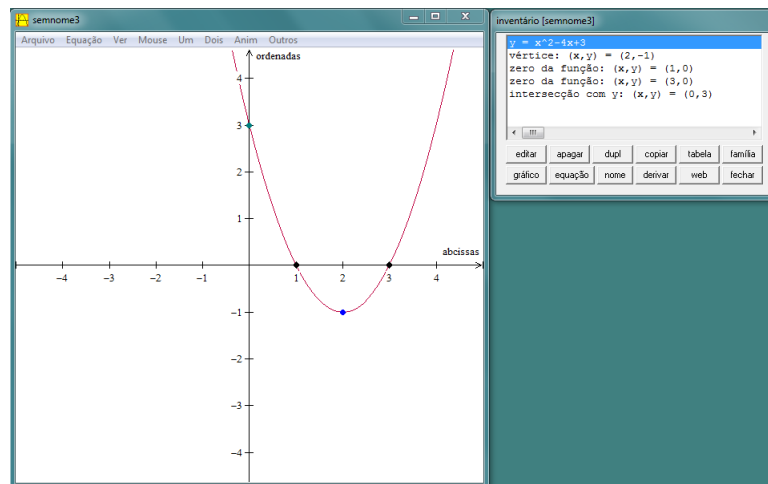 semnome3
Arquivo Equação Ver Mouse Um Dois Anim Outros
ordenadas
4
3
2
1
abcissas
−4 −3 −2 −1 1 2 3 4
−1
−2
−3
−4
inventário [semnome3]
y = x^2-4x+3
vértice: (x,y) = (2,-1)
zero da função: (x,y) = (1,0)
zero da função: (x,y) = (3,0)
intersecção com y: (x,y) = (0,3)
editar apagar dupl copiar tabela família
gráfico equação nome derivar web fechar